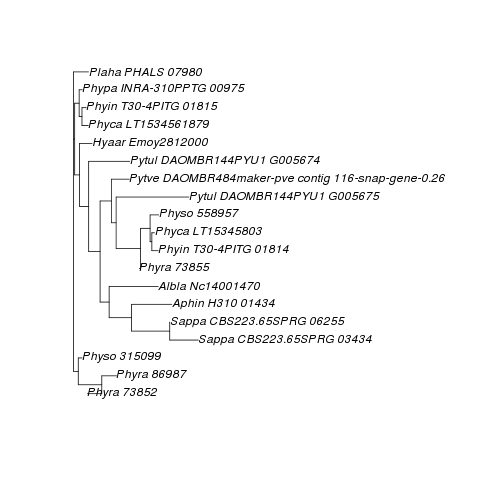 Plaha PHALS 07980
Phypa INRA-310PPTG 00975
Phyin T30-4PITG 01815
Phyca LT1534561879
Hyaar Emoy2812000
Pytul DAOMBR144PYU1 G005674
Pytve DAOMBR484maker-pve contig 116-snap-gene-0.26
Pytul DAOMBR144PYU1 G005675
Physo 558957
Phyca LT15345803
Phyin T30-4PITG 01814
Phyra 73855
Albla Nc14001470
Aphin H310 01434
Sappa CBS223.65SPRG 06255
Sappa CBS223.65SPRG 03434
Physo 315099
Phyra 86987
Phyra 73852